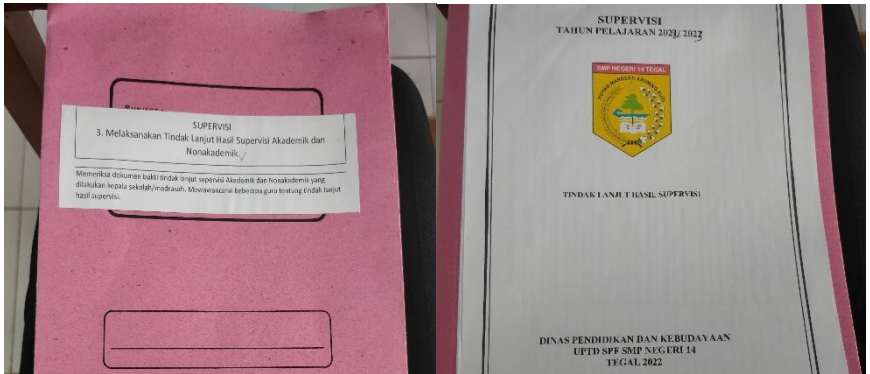 SUPERVISI
3. Melaksanakan Tindak Lanjut Hasil Supervisi Akademik dan
Nonakademik
Memeriksa dokumen bukti tindak lanjut supervisi Akademik dan Nonakademik yang
dilakukan kepala sekolah/madrasah. Mewawancarai beberapa guru tentang tindak lanjut
hasil supervisi.
SUPERVISI
TAHUN PELAJARAN 2021/2022
SMP NEGERI 14 TEGAL
TINDAK LANJUT HASIL SUPERVISI
DINAS PENDIDIKAN DAN KEBUDAYAAN
UPTD SPF SMP NEGERI 14
TEGAL 2022